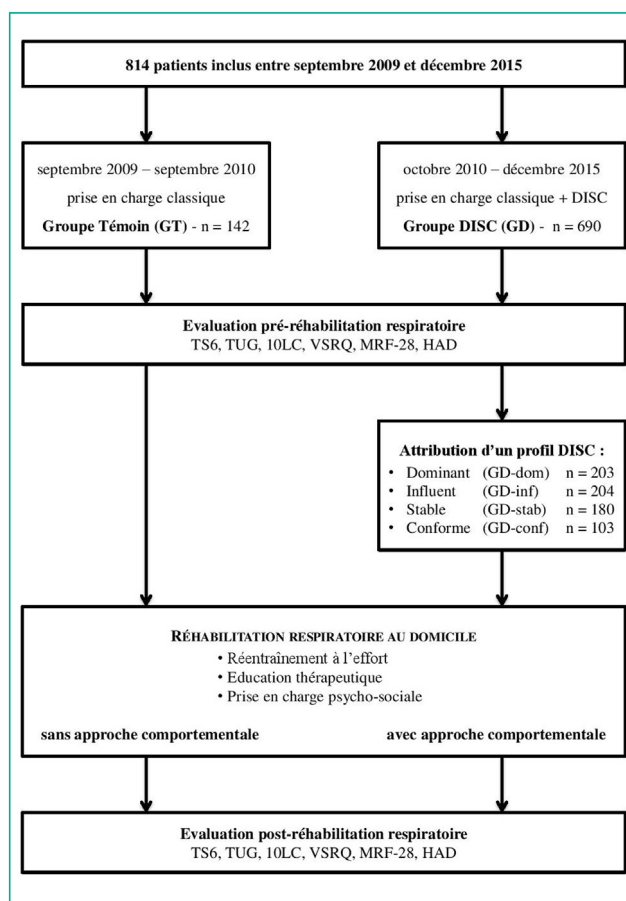 814 patients inclus entre septembre 2009 et décembre 2015
septembre 2009 – septembre 2010
prise en charge classique
Groupe Témoin (GT) - n = 142
octobre 2010 – décembre 2015
prise en charge classique + DISC
Groupe DISC (GD) - n = 690
Evaluation pré-réhabilitation respiratoire
TS6, TUG, 10LC, VSRQ, MRF-28, HAD
Attribution d'un profil DISC :
• Dominant (GD-dom) n = 203
• Influent (GD-inf) n = 204
• Stable (GD-stab) n = 180
• Conforme (GD-conf) n = 103
RÉHABILITATION RESPIRATOIRE AU DOMICILE
• Réentraînement à l'effort
• Education thérapeutique
• Prise en charge psycho-sociale
sans approche comportementale
avec approche comportementale
Evaluation post-réhabilitation respiratoire
TS6, TUG, 10LC, VSRQ, MRF-28, HAD